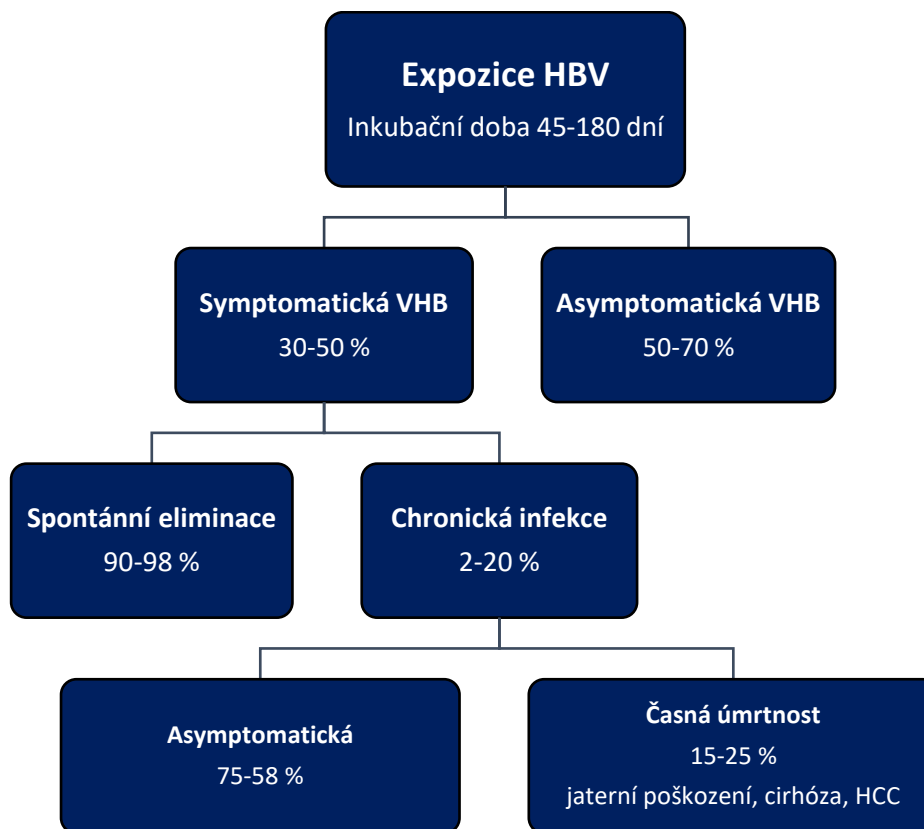 Expozice HBV
Inkubační doba 45-180 dní
Symptomatická VHB
30-50 %
Asymptomatická VHB
50-70 %
Spontánní eliminace
90-98 %
Chronická infekce
2-20 %
Asymptomatická
75-58 %
Časná úmrtnost
15-25 %
jaterní poškození, cirhóza, HCC